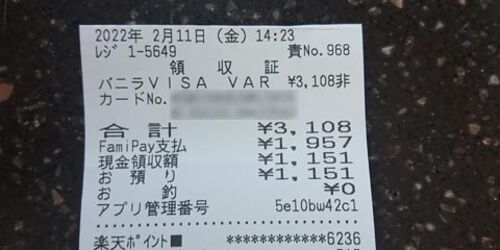 2022年 2月11日 (金) 14:23
レジ 1-5649 責No.968
領 収 証
バニラVISA VAR ¥3,108非
カードNo.
合 計 ¥3,108
FamiPay支払 ¥1,957
現金領収額 ¥1,151
お 預 り ¥1,151
お 釣 ¥0
アプリ管理番号 5e10bw42c1
楽天ポイント■ ************6236